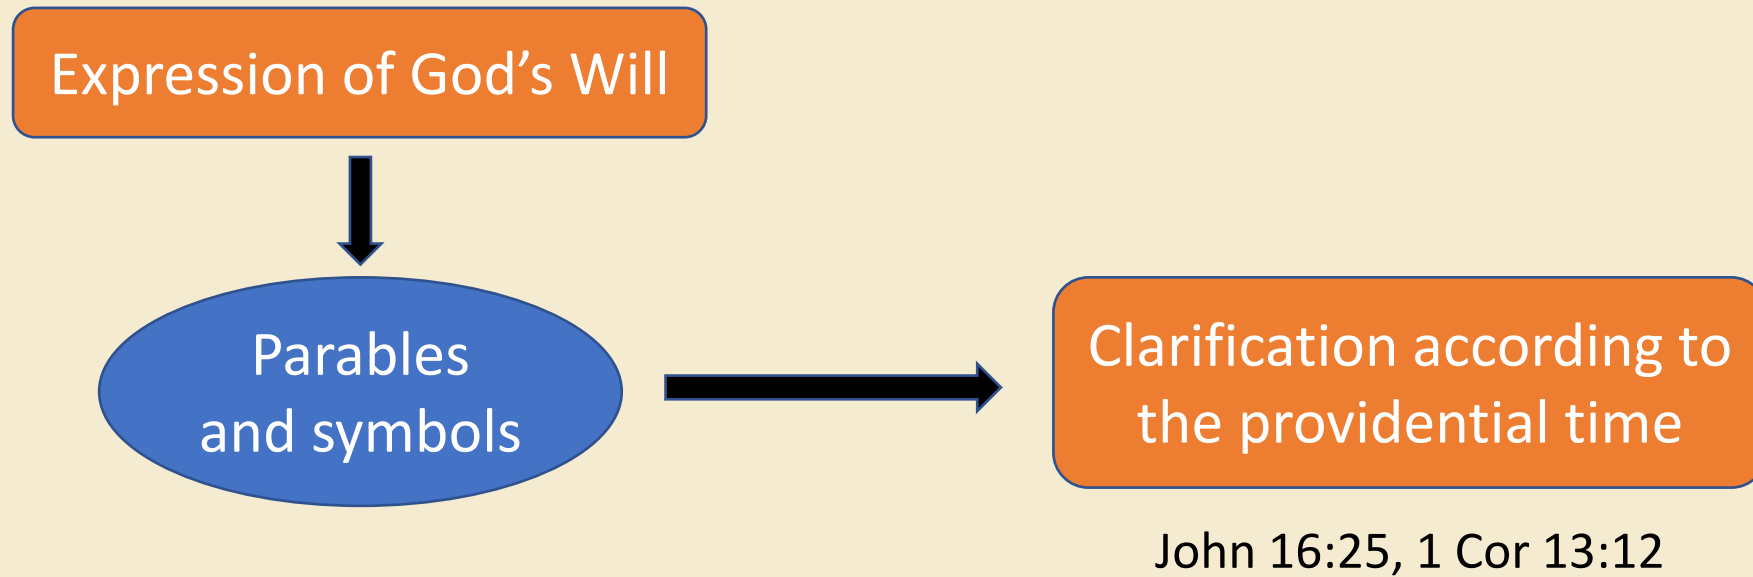 Expression of God’s Will
Parables
and symbols
Clarification according to
the providential time
John 16:25, 1 Cor 13:12